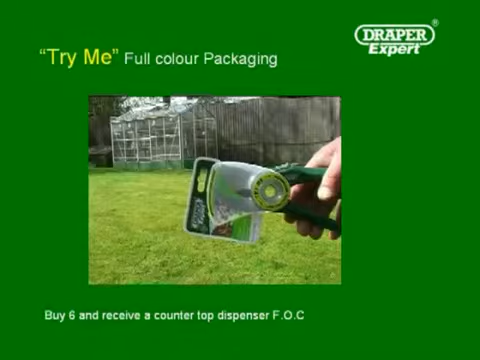 DRAPER®
Expert
“Try Me” Full colour Packaging
Buy 6 and receive a counter top dispenser F.O.C